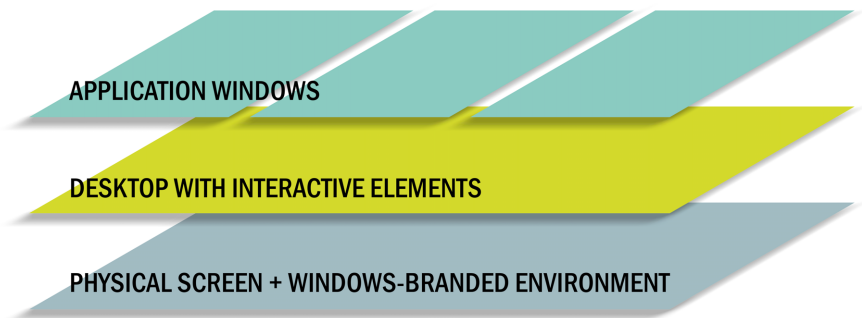 APPLICATION WINDOWS
DESKTOP WITH INTERACTIVE ELEMENTS
PHYSICAL SCREEN + WINDOWS-BRANDED ENVIRONMENT